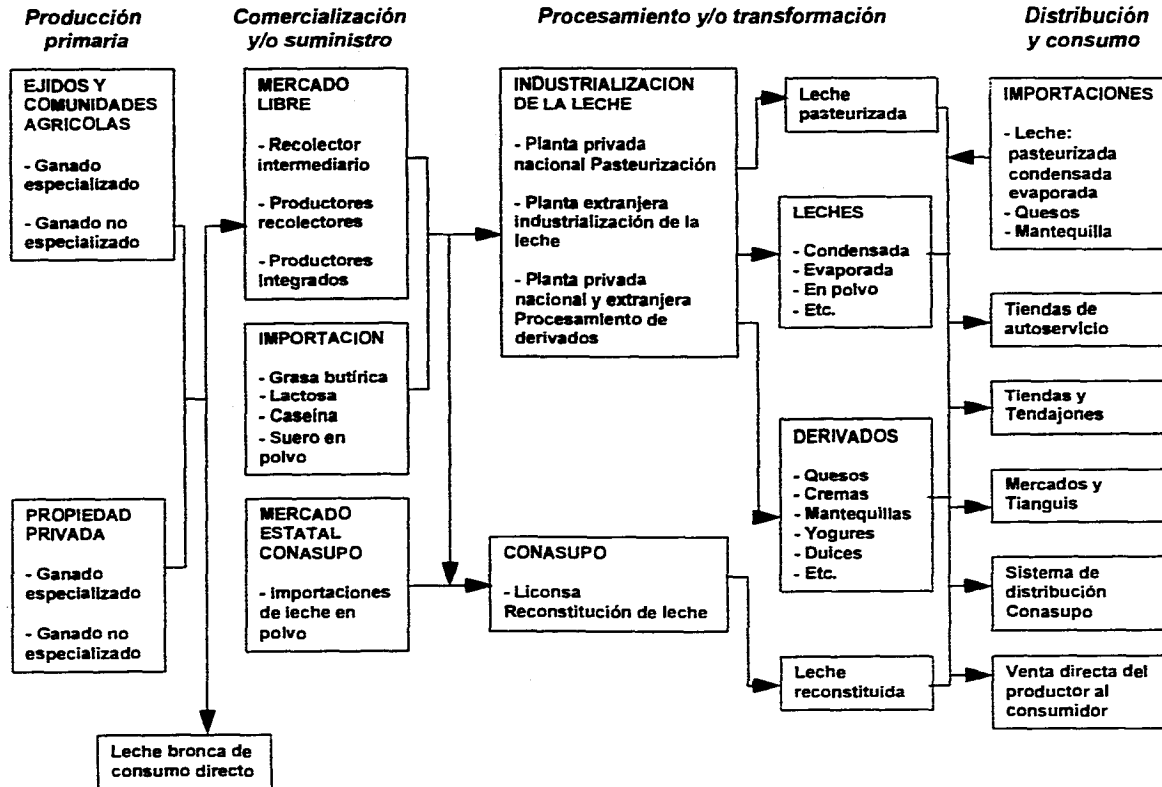 Producción
primaria
Comercialización
y/o suministro
Procesamiento y/o transformación
Distribución
y consumo
EJIDOS Y
COMUNIDADES
AGRICOLAS
- Ganado
especializado
- Ganado no
especializado
PROPIEDAD
PRIVADA
- Ganado
especializado
- Ganado no
especializado
Leche bronca de
consumo directo
MERCADO
LIBRE
- Recolector
intermediario
- Productores
recolectores
- Productores
Integrados
IMPORTACION
- Grasa butírica
- Lactosa
- Caseína
- Suero en
polvo
MERCADO
ESTATAL
CONASUPO
- Importaciones
de leche en
polvo
INDUSTRIALIZACION
DE LA LECHE
- Planta privada
nacional Pasteurización
- Planta extranjera
industrialización de la
leche
- Planta privada
nacional y extranjera
Procesamiento de
derivados
CONASUPO
- Liconsa
Reconstitución de leche
Leche
pasteurizada
LECHES
- Condensada
- Evaporada
- En polvo
- Etc.
DERIVADOS
- Quesos
- Cremas
- Mantequillas
- Yogures
- Dulces
- Etc.
Leche
reconstituida
IMPORTACIONES
- Leche:
pasteurizada
condensada
evaporada
- Quesos
- Mantequilla
Tiendas de
autoservicio
Tiendas y
Tendajones
Mercados y
Tianguis
Sistema de
distribución
Conasupo
Venta directa del
productor al
consumidor